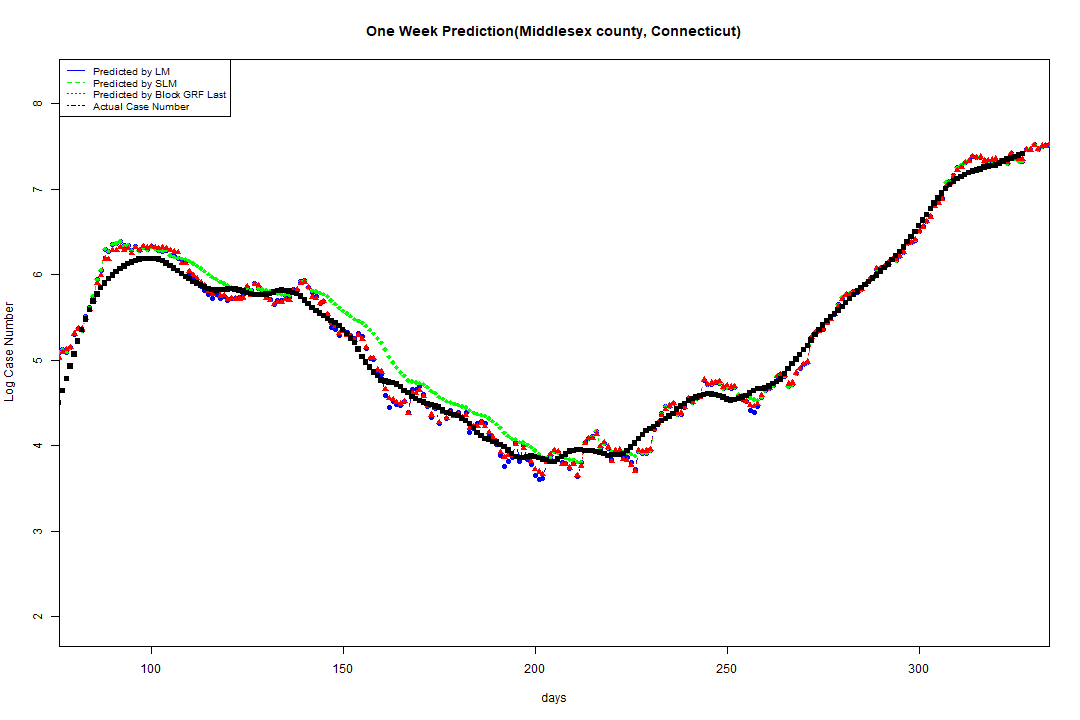 One Week Prediction(Middlesex county, Connecticut)
Predicted by LM
Predicted by SLM
Predicted by Block GRF Last
Actual Case Number
8
7
6
5
4
3
2
Log Case Number
100 150 200 250 300
days